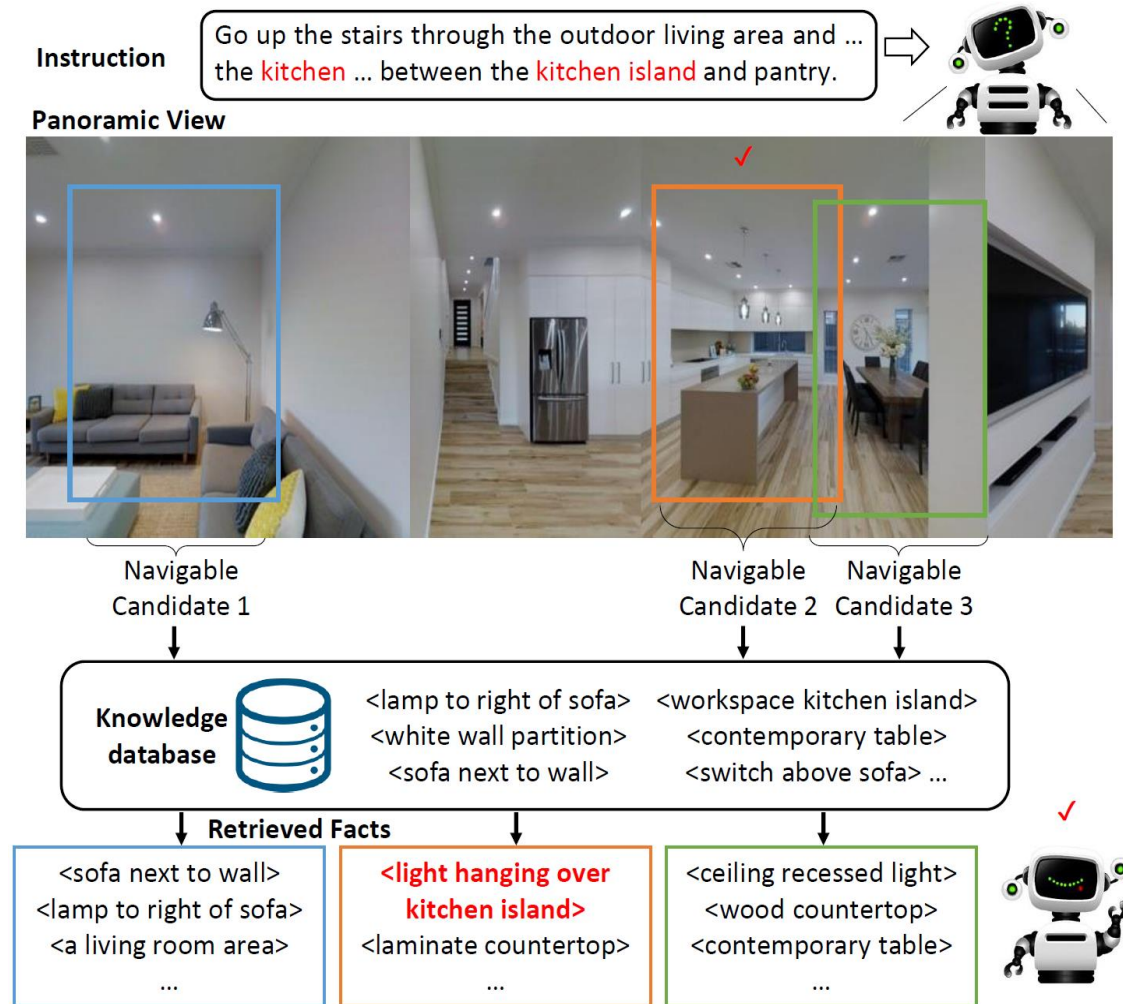 Instruction
Go up the stairs through the outdoor living area and ...
the kitchen ... between the kitchen island and pantry.
Panoramic View
Navigable
Candidate 1
Navigable
Candidate 2
Navigable
Candidate 3
Knowledge
database
<lamp to right of sofa>
<white wall partition>
<sofa next to wall>
<workspace kitchen island>
<contemporary table>
<switch above sofa> ...
Retrieved Facts
<sofa next to wall>
<lamp to right of sofa>
<a living room area>
...
<light hanging over
kitchen island>
<laminate countertop>
...
<ceiling recessed light>
<wood countertop>
<contemporary table>
...